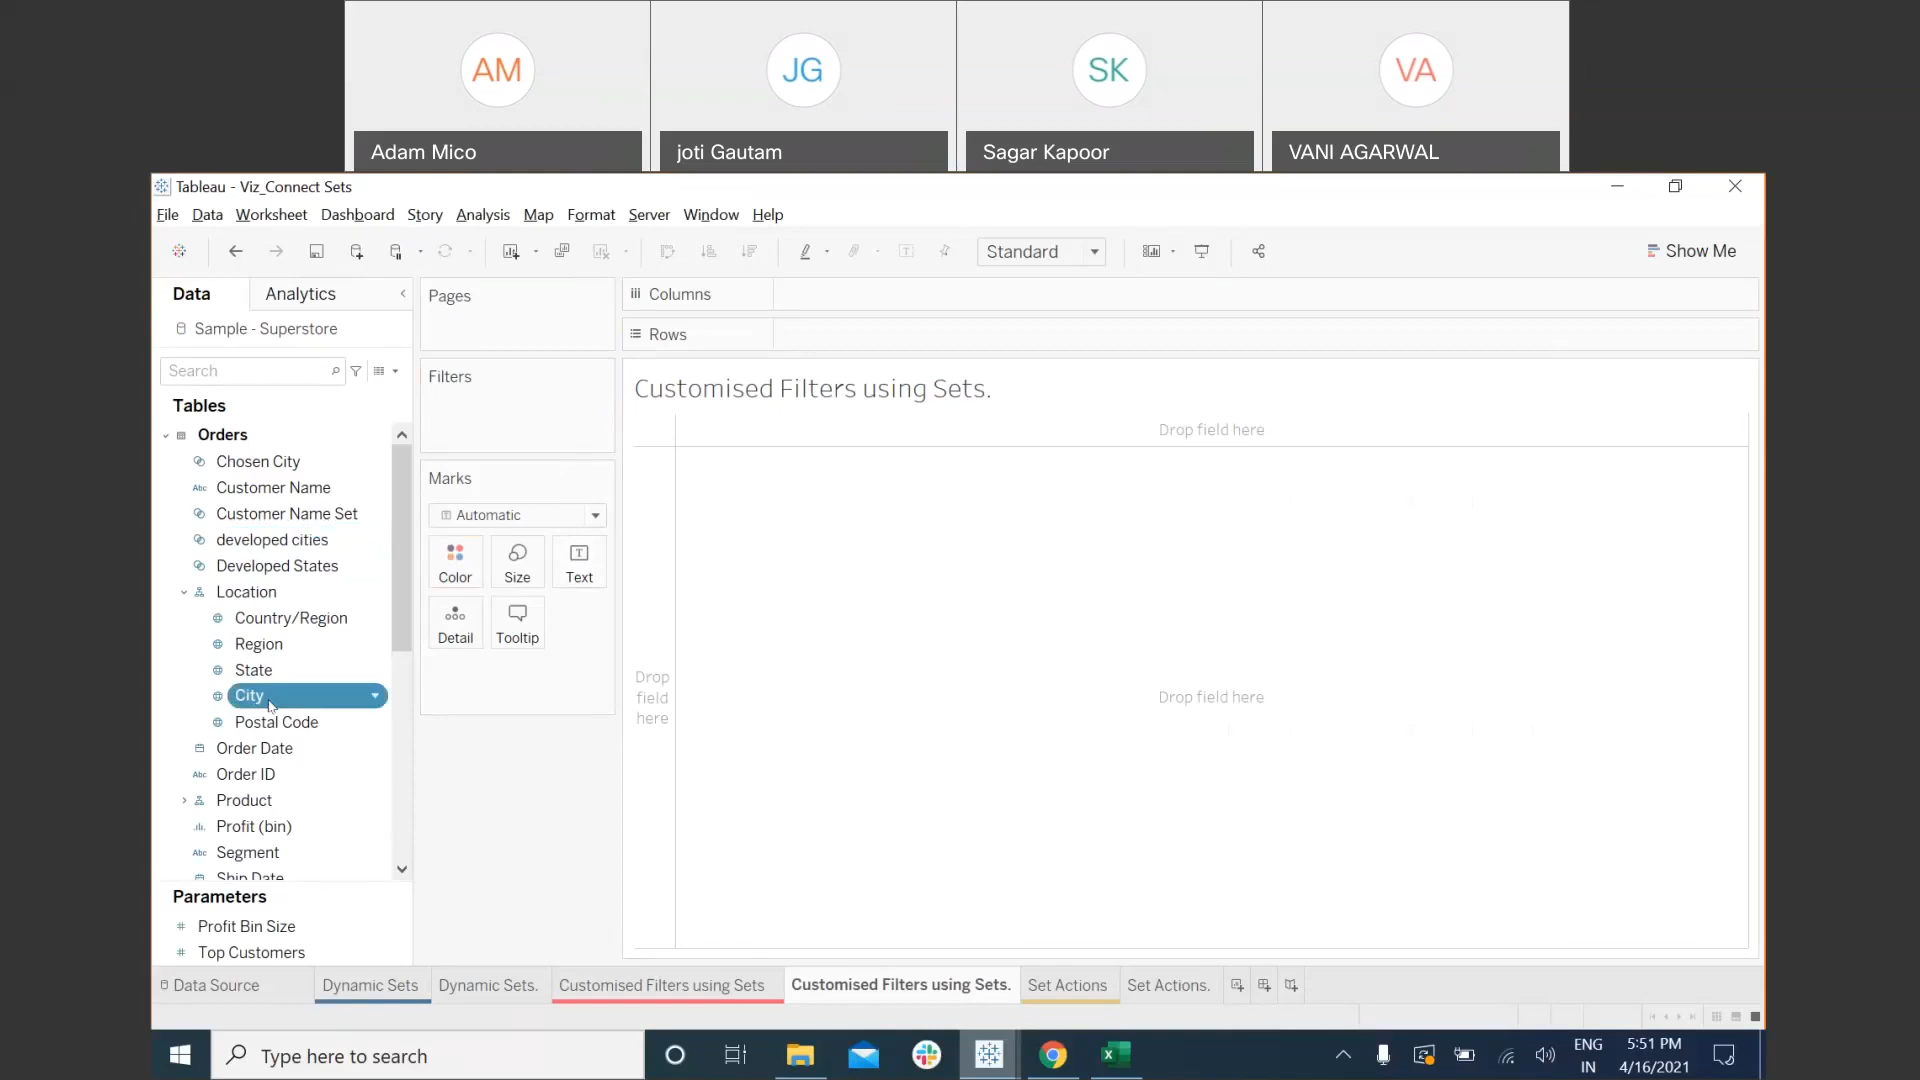 AM
JG
SK
VA
Adam Mico
joti Gautam
Sagar Kapoor
VANI AGARWAL
Tableau - Viz_Connect Sets
File Data Worksheet Dashboard Story Analysis Map Format Server Window Help
Standard
Show Me
Data
Analytics
Sample - Superstore
Search
Tables
Orders
Chosen City
Customer Name
Customer Name Set
developed cities
Developed States
Location
Country/Region
Region
State
City
Postal Code
Order Date
Order ID
Product
Profit (bin)
Segment
Ship Date
Parameters
Profit Bin Size
Top Customers
Pages
Filters
Marks
Automatic
Color
Size
Text
Detail
Tooltip
Columns
Rows
Customised Filters using Sets.
Drop field here
Drop
field
here
Drop field here
Data Source
Dynamic Sets
Dynamic Sets.
Customised Filters using Sets
Customised Filters using Sets.
Set Actions
Set Actions.
Type here to search
ENG
IN
5:51 PM
4/16/2021